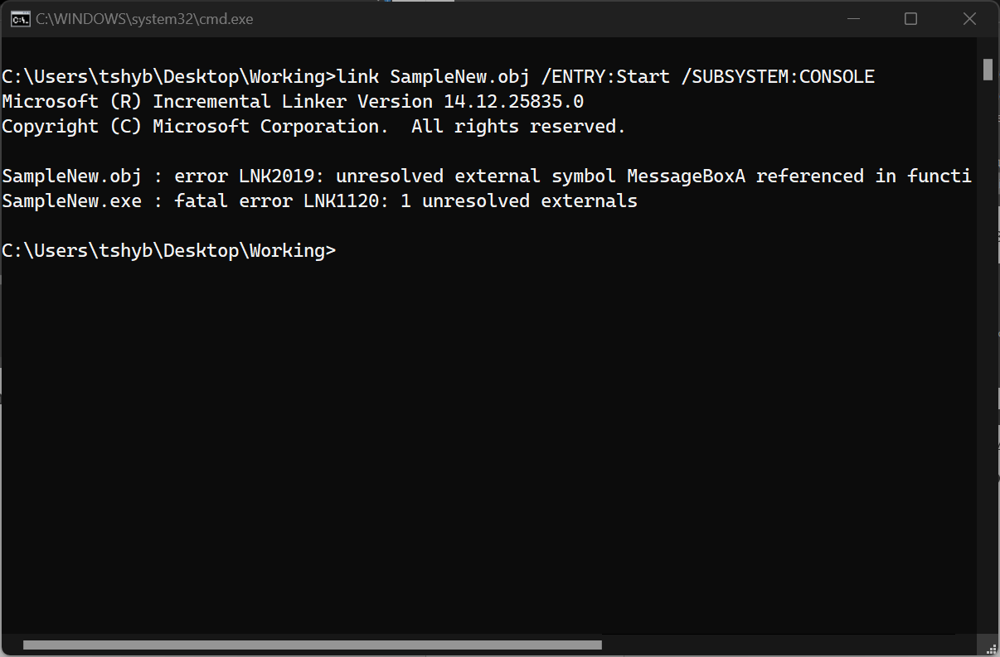 C:\WINDOWS\system32\cmd.exe
C:\Users\tshyb\Desktop\Working>link SampleNew.obj /ENTRY:Start /SUBSYSTEM:CONSOLE
Microsoft (R) Incremental Linker Version 14.12.25835.0
Copyright (C) Microsoft Corporation.  All rights reserved.
SampleNew.obj : error LNK2019: unresolved external symbol MessageBoxA referenced in functi
SampleNew.exe : fatal error LNK1120: 1 unresolved externals
C:\Users\tshyb\Desktop\Working>